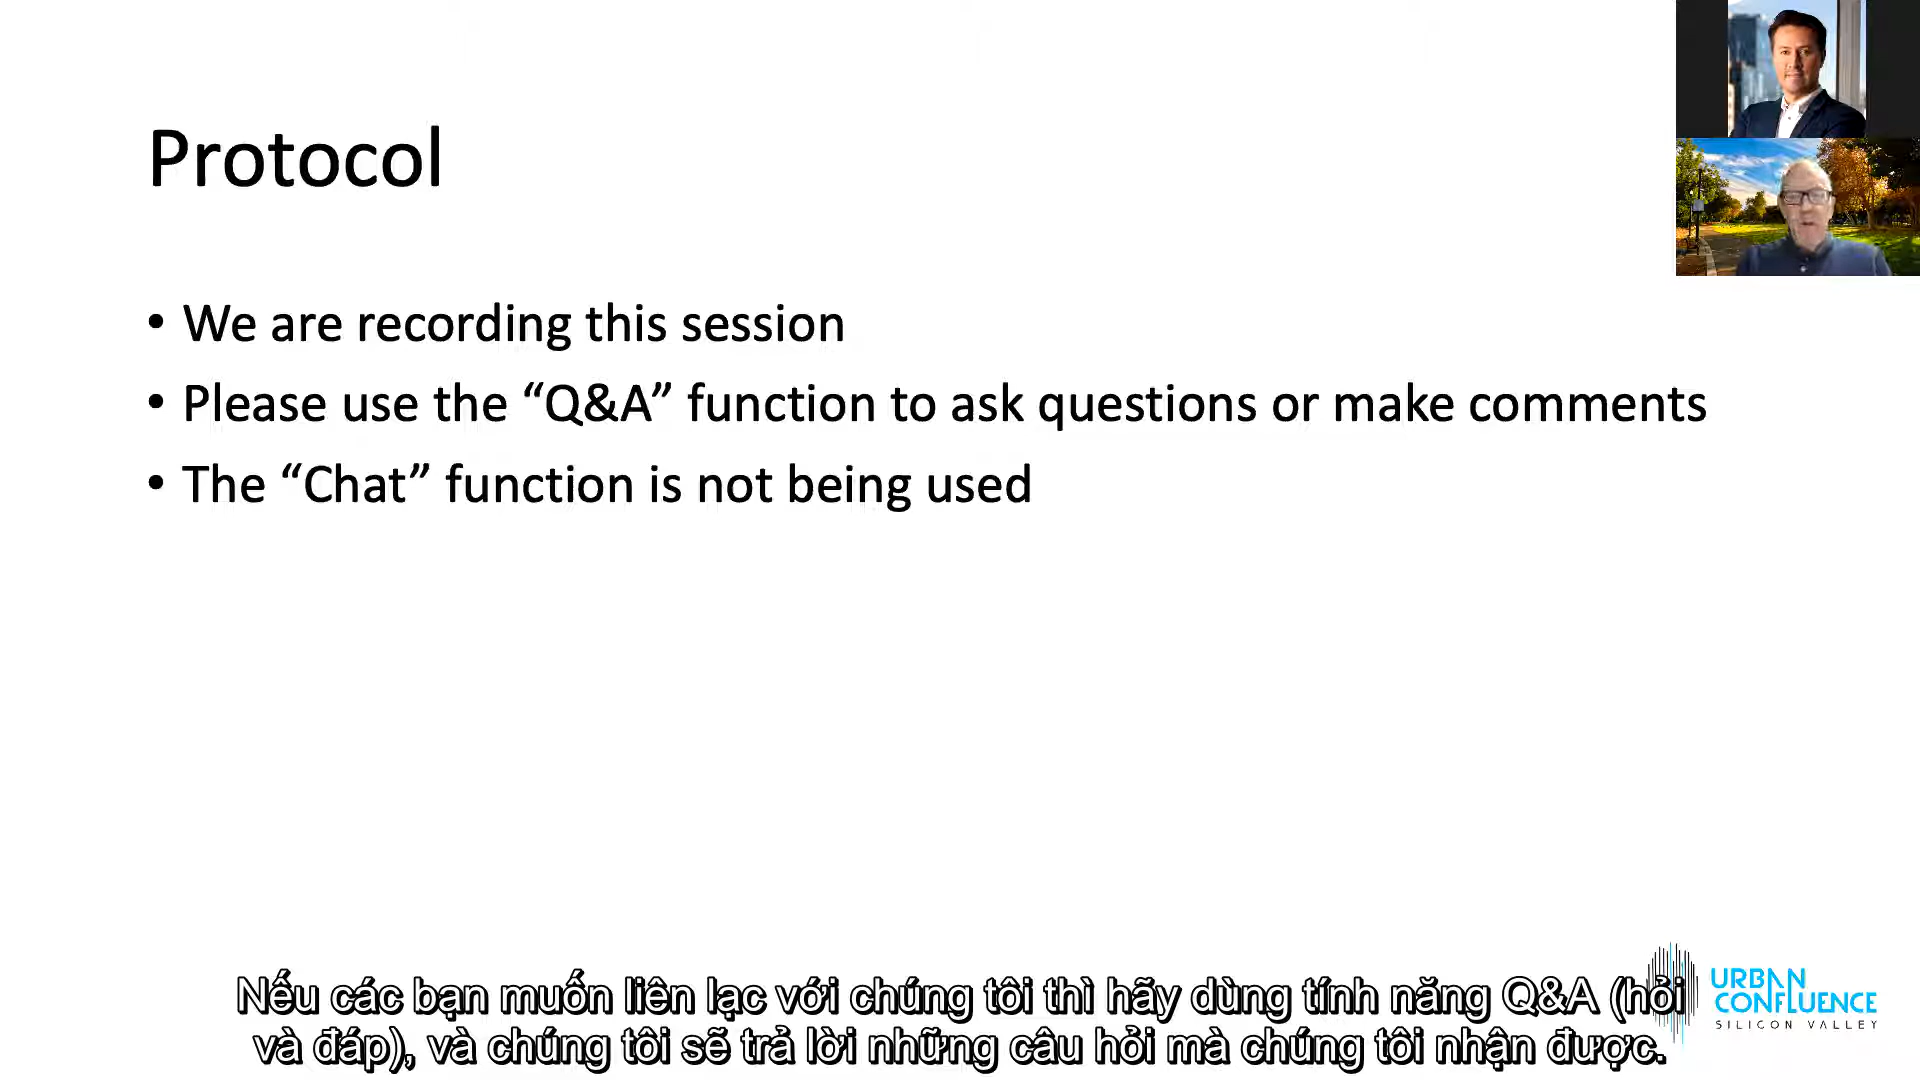 Protocol
• We are recording this session
• Please use the “Q&A” function to ask questions or make comments
• The “Chat” function is not being used
Nếu các bạn muốn liên lạc với chúng tôi thì hãy dùng tính năng Q&A (hỏi
và đáp), và chúng tôi sẽ trả lời những câu hỏi mà chúng tôi nhận được.
URBAN
CONFLUENCE
SILICON VALLEY